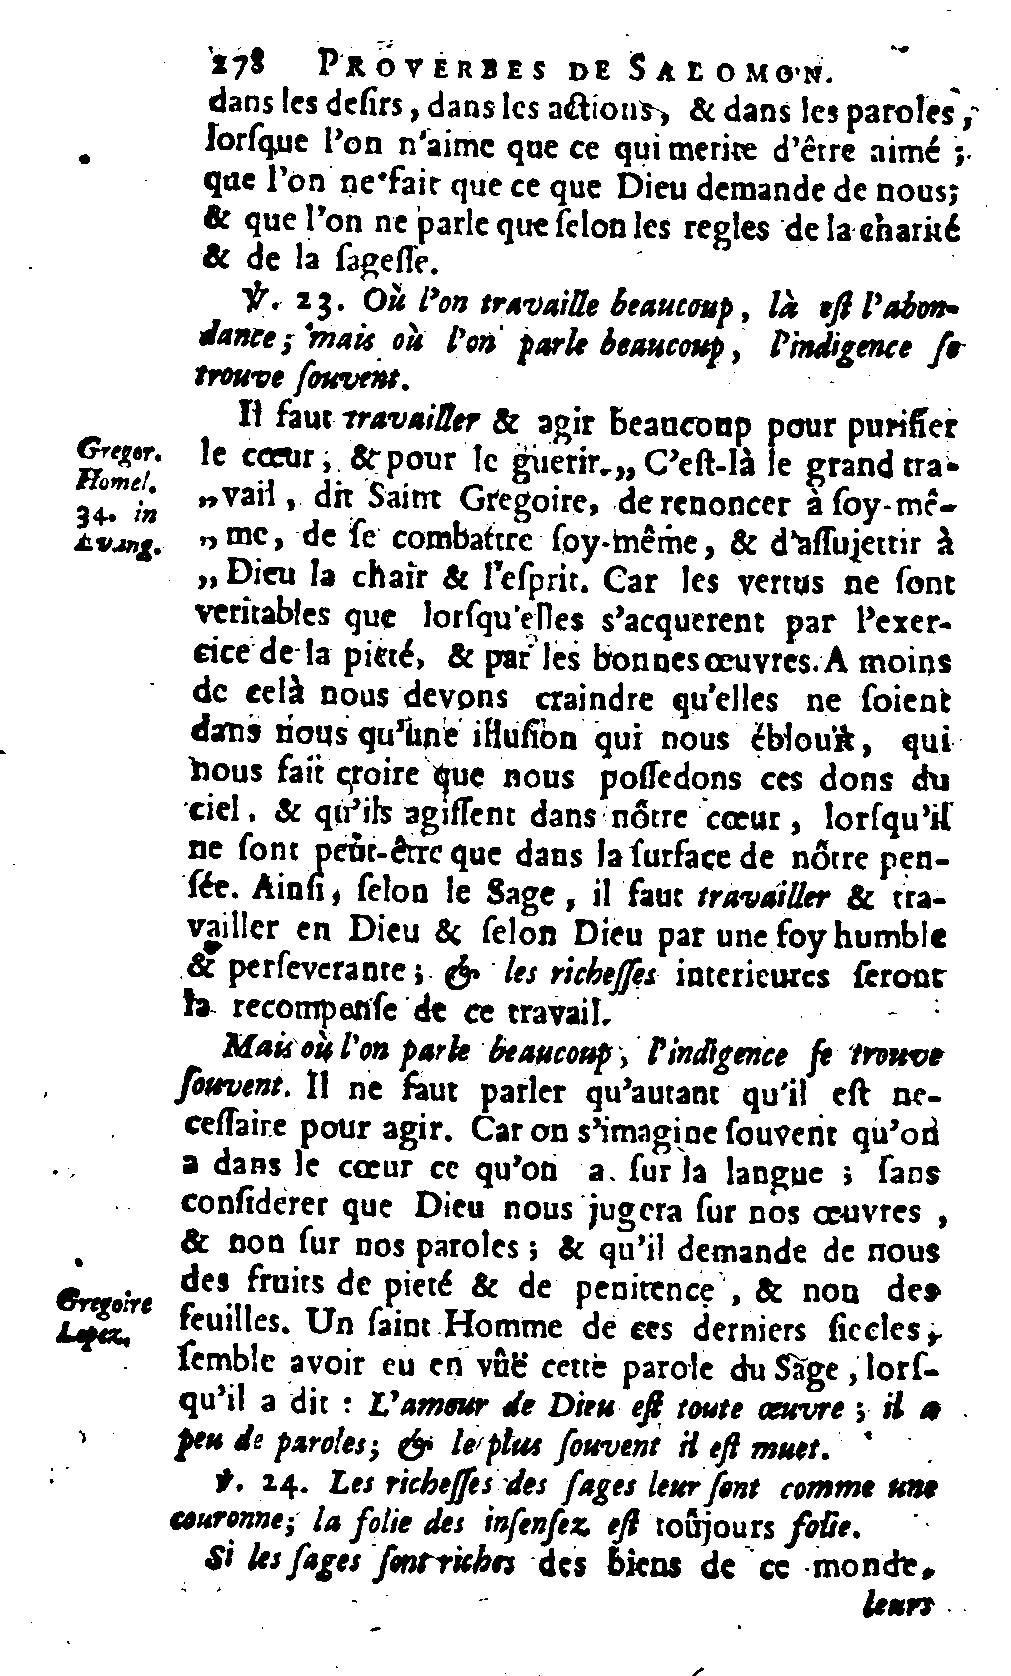 278 PROVERBES DE SALOMON.
dans les desirs, dans les actions, & dans les paroles;
lorſque l'on n'aime que ce qui merite d'être aimé;
que l'on ne fait que ce que Dieu demande de nous;
& que l'on ne parle que ſelon les regles de la charité
& de la ſageſſe.
℣. 23. Où l'on travaille beaucoup, là eſt l'abon-
dance; mais où l'on parle beaucoup, l'indigence ſe
trouve ſouvent.
Il faut travailler & agir beaucoup pour purifier
Gregor.
Homel.
34. in
Evang.
le cœur, & pour le guerir. „ C'eſt-là le grand tra-
„ vail, dit Saint Gregoire, de renoncer à ſoy-mê-
„ me, de ſe combattre ſoy-même, & d'aſſujettir à
„ Dieu la chair & l'eſprit. Car les vertus ne ſont
veritables que lorſqu'elles s'acquerent par l'exer-
cice de la pieté, & par les bonnes œuvres. A moins
de celà nous devons craindre qu'elles ne ſoient
dans nous qu'une illuſion qui nous éblouït, qui
nous fait croire que nous poſſedons ces dons du
ciel, & qu'ils agiſſent dans nôtre cœur, lorſqu'il
ne ſont peut-être que dans la ſurface de nôtre pen-
ſée. Ainſi, ſelon le Sage, il faut travailler & tra-
vailler en Dieu & ſelon Dieu par une foy humble
& perſeverante; & les richeſſes interieures ſeront
la recompenſe de ce travail.
Mais où l'on parle beaucoup, l'indigence ſe trouve
ſouvent. Il ne faut parler qu'autant qu'il eſt ne-
ceſſaire pour agir. Car on s'imagine ſouvent qu'on
a dans le cœur ce qu'on a ſur la langue; ſans
conſiderer que Dieu nous jugera ſur nos œuvres,
& non ſur nos paroles; & qu'il demande de nous
des fruits de pieté & de penitence, & non des
Gregoire
Lopez.
feuilles. Un ſaint Homme de ces derniers ſiecles,
ſemble avoir eu en vûë cette parole du Sage, lorſ-
qu'il a dit : L'amour de Dieu eſt toute œuvre; il a
peu de paroles; & le plus ſouvent il eſt muet.
℣. 24. Les richeſſes des ſages leur ſont comme une
couronne; la folie des inſenſez eſt toûjours folie.
Si les ſages ſont riches des biens de ce monde,
leurs